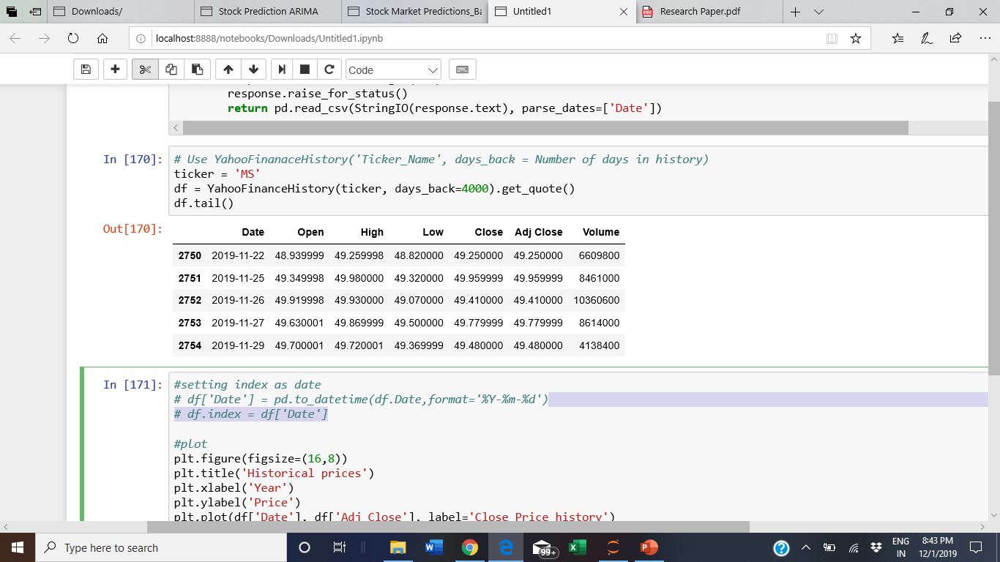 Downloads/
Stock Prediction ARIMA
Stock Market Predictions_Ba
Untitled1
Research Paper.pdf
localhost:8888/notebooks/Downloads/Untitled1.ipynb
Code
response.raise_for_status()
return pd.read_csv(StringIO(response.text), parse_dates=['Date'])
In [170]:
# Use YahooFinanaceHistory('Ticker_Name', days_back = Number of days in history)
ticker = 'MS'
df = YahooFinanceHistory(ticker, days_back=4000).get_quote()
df.tail()
Out[170]:
Date Open High Low Close Adj Close Volume
2750 2019-11-22 48.939999 49.259998 48.820000 49.250000 49.250000 6609800
2751 2019-11-25 49.349998 49.980000 49.320000 49.959999 49.959999 8461000
2752 2019-11-26 49.919998 49.930000 49.070000 49.410000 49.410000 10360600
2753 2019-11-27 49.630001 49.869999 49.500000 49.779999 49.779999 8614000
2754 2019-11-29 49.700001 49.720001 49.369999 49.480000 49.480000 4138400
In [171]:
#setting index as date
# df['Date'] = pd.to_datetime(df.Date,format='%Y-%m-%d')
# df.index = df['Date']
#plot
plt.figure(figsize=(16,8))
plt.title('Historical prices')
plt.xlabel('Year')
plt.ylabel('Price')
plt.plot(df['Date'], df['Adj Close'], label='Close Price history')
Type here to search
99+
ENG
IN
8:43 PM
12/1/2019